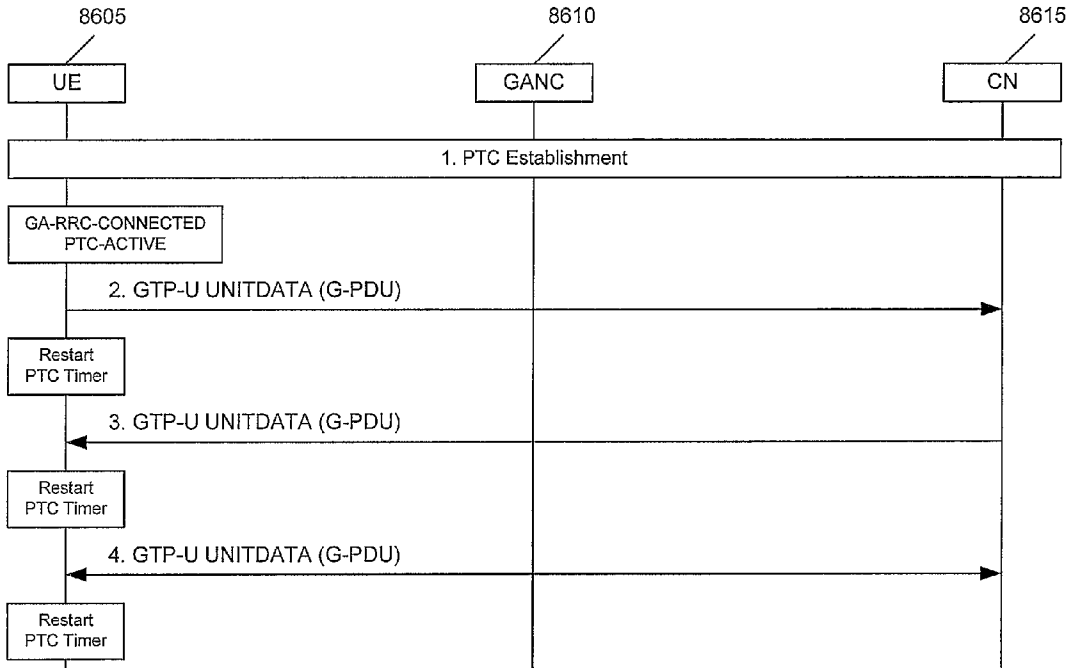 8605
8610
8615
UE
GANC
CN
1. PTC Establishment
GA-RRC-CONNECTED
PTC-ACTIVE
2. GTP-U UNITDATA (G-PDU)
Restart
PTC Timer
3. GTP-U UNITDATA (G-PDU)
Restart
PTC Timer
4. GTP-U UNITDATA (G-PDU)
Restart
PTC Timer